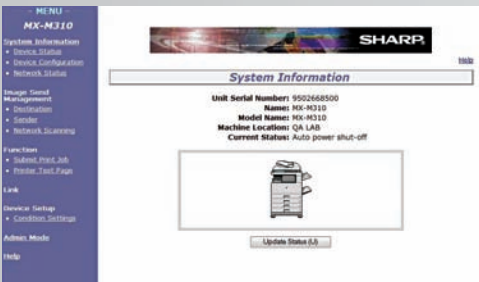 - MENU -
MX-M310
System Information
• Device Status
• Device Configuration
• Network Status
Image Send
Management
• Destination
• Sender
• Network Scanning
Function
• Submit Print Job
• Printer Test Page
Link
Device Setup
• Condition Settings
Admin Mode
Help
SHARP.
Help
System Information
Unit Serial Number: 9502668500
Name: MX-M310
Model Name: MX-M310
Machine Location: QA LAB
Current Status: Auto power shut-off
Update Status (U)